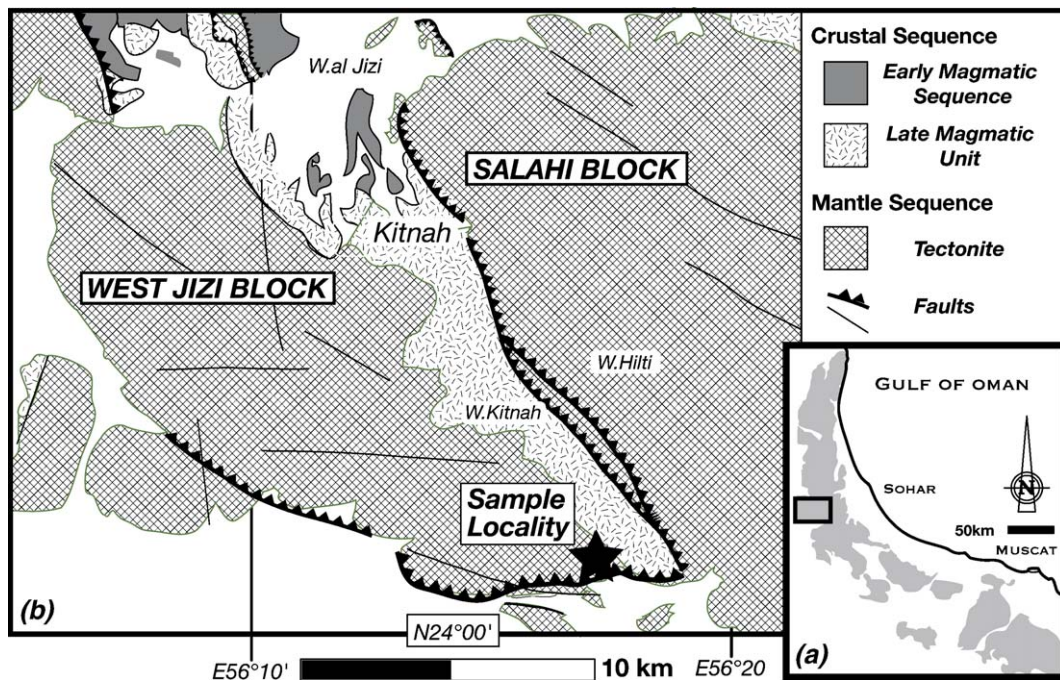 W.al Jizi
SALAHI BLOCK
Kitnah
WEST JIZI BLOCK
W.Hilti
W.Kitnah
Sample
Locality
(b)
N24°00'
E56°10'
10 km
E56°20
Crustal Sequence
Early Magmatic
Sequence
Late Magmatic
Unit
Mantle Sequence
Tectonite
Faults
GULF OF OMAN
N
SOHAR
50km
MUSCAT
(a)